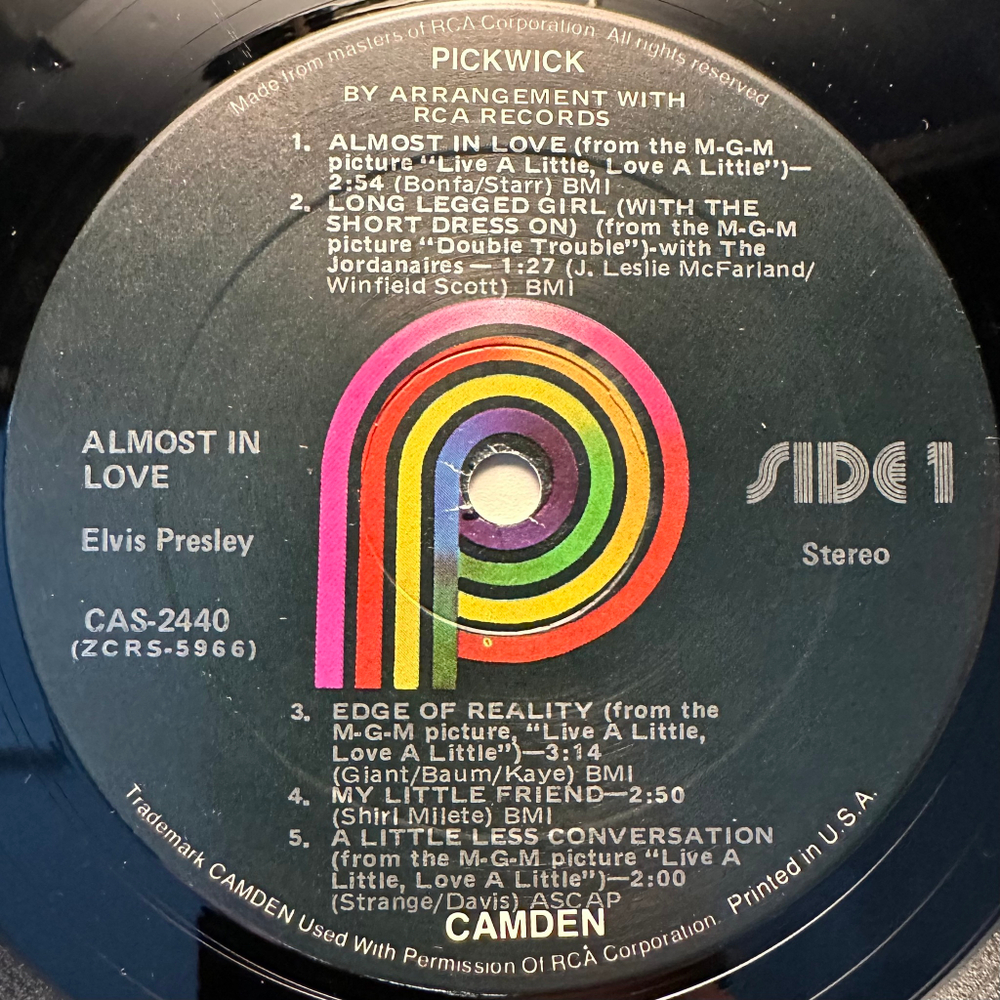 Made from masters of RCA Corporation. All rights reserved
PICKWICK
BY ARRANGEMENT WITH
RCA RECORDS
1. ALMOST IN LOVE (from the M-G-M
picture "Live A Little, Love A Little")—
2:54 (Bonfa/Starr) BMI
2. LONG LEGGED GIRL (WITH THE
SHORT DRESS ON) (from the M-G-M
picture "Double Trouble")-with The
Jordanaires — 1:27 (J. Leslie McFarland/
Winfield Scott) BMI
ALMOST IN
LOVE
Elvis Presley
CAS-2440
(ZCRS-5966)
SIDE 1
Stereo
3. EDGE OF REALITY (from the
M-G-M picture, "Live A Little,
Love A Little")—3:14
(Giant/Baum/Kaye) BMI
4. MY LITTLE FRIEND—2:50
(Shirl Milete) BMI
5. A LITTLE LESS CONVERSATION
(from the M-G-M picture "Live A
Little, Love A Little")—2:00
(Strange/Davis) ASCAP
CAMDEN
Trademark CAMDEN Used With Permission Of RCA Corporation. Printed in U.S.A.